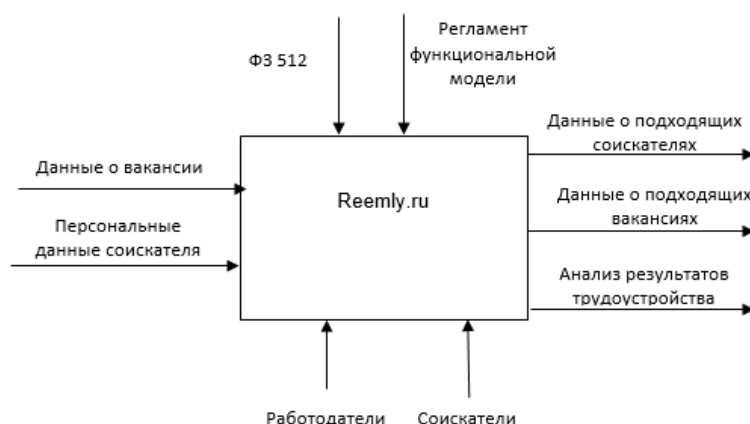 ФЗ 512
Регламент
функциональной
модели
Данные о вакансии
Персональные
данные соискателя
Reemly.ru
Данные о подходящих
соискателях
Данные о подходящих
вакансиях
Анализ результатов
трудоустройства
Работодатели
Соискатели